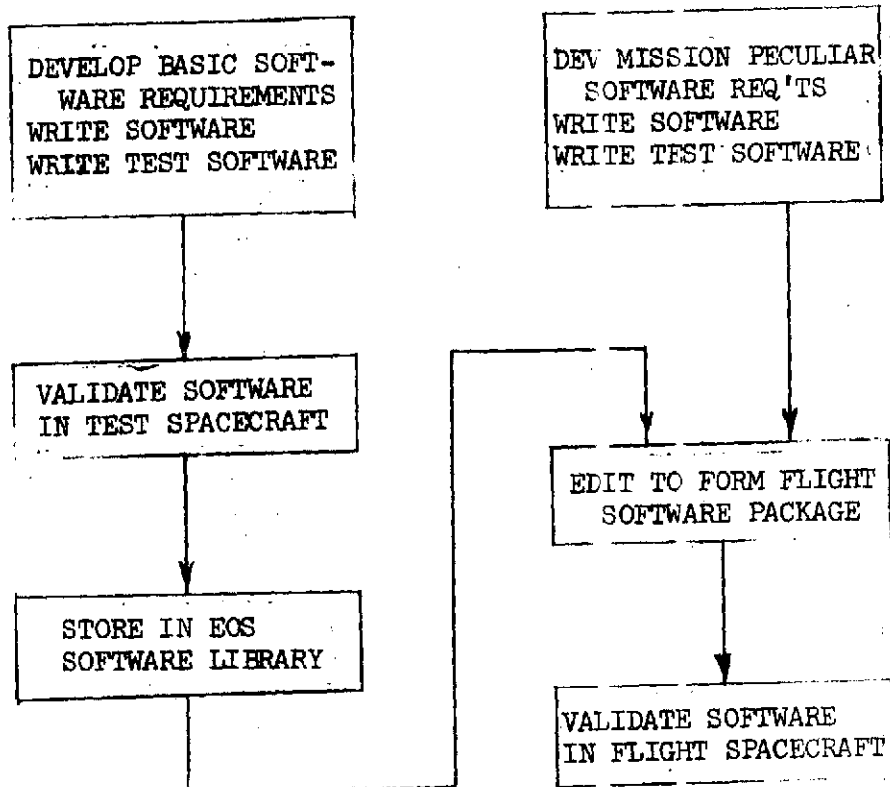 DEVELOP BASIC SOFT-
WARE REQUIREMENTS
WRITE SOFTWARE
WRITE TEST SOFTWARE
VALIDATE SOFTWARE
IN TEST SPACECRAFT
STORE IN EOS
SOFTWARE LIBRARY
DEV MISSION PECULIAR
SOFTWARE REQ'TS
WRITE SOFTWARE
WRITE TEST SOFTWARE
EDIT TO FORM FLIGHT
SOFTWARE PACKAGE
VALIDATE SOFTWARE
IN FLIGHT SPACECRAFT